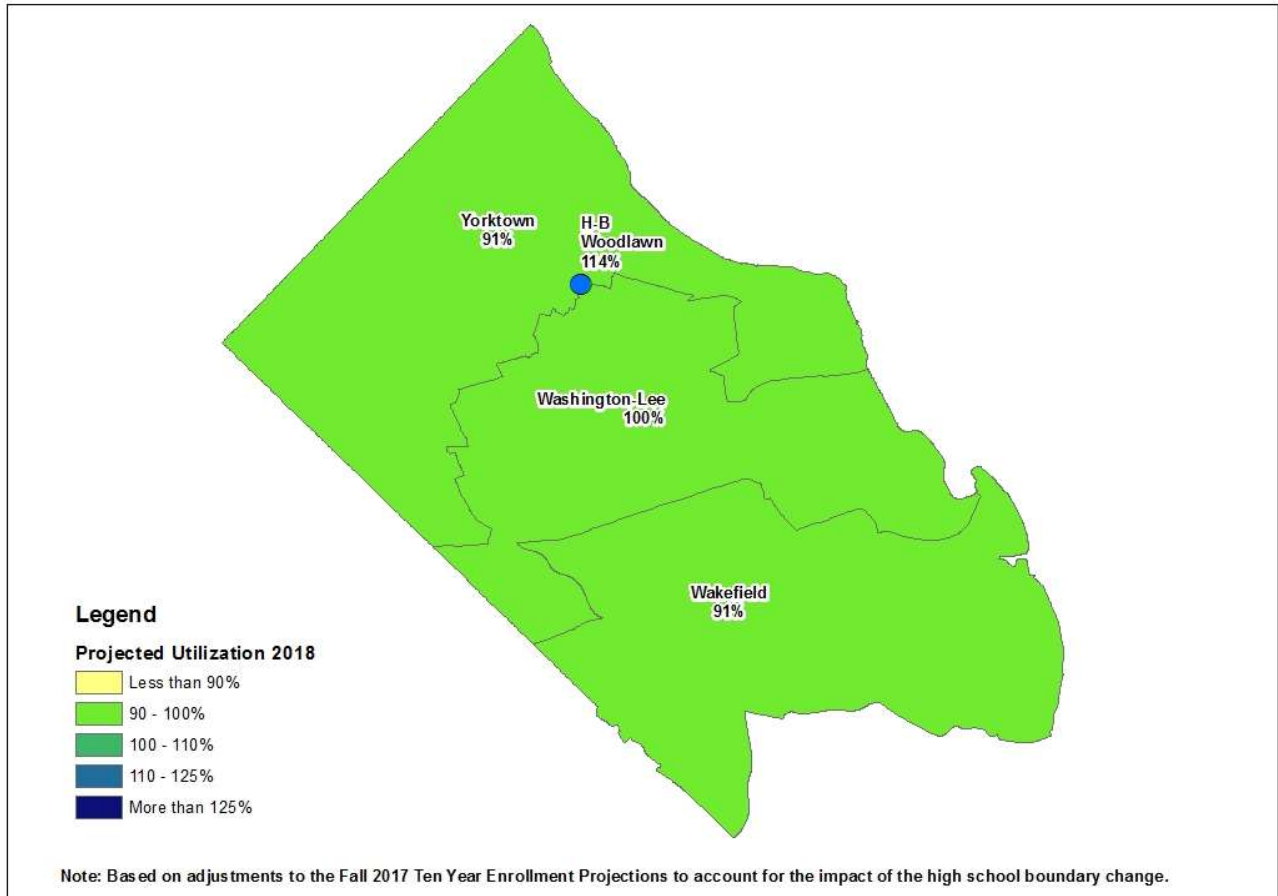 Yorktown
91%
H-B
Woodlawn
114%
Washington-Lee
100%
Wakefield
91%
Legend
Projected Utilization 2018
Less than 90%
90 - 100%
100 - 110%
110 - 125%
More than 125%
Note: Based on adjustments to the Fall 2017 Ten Year Enrollment Projections to account for the impact of the high school boundary change.